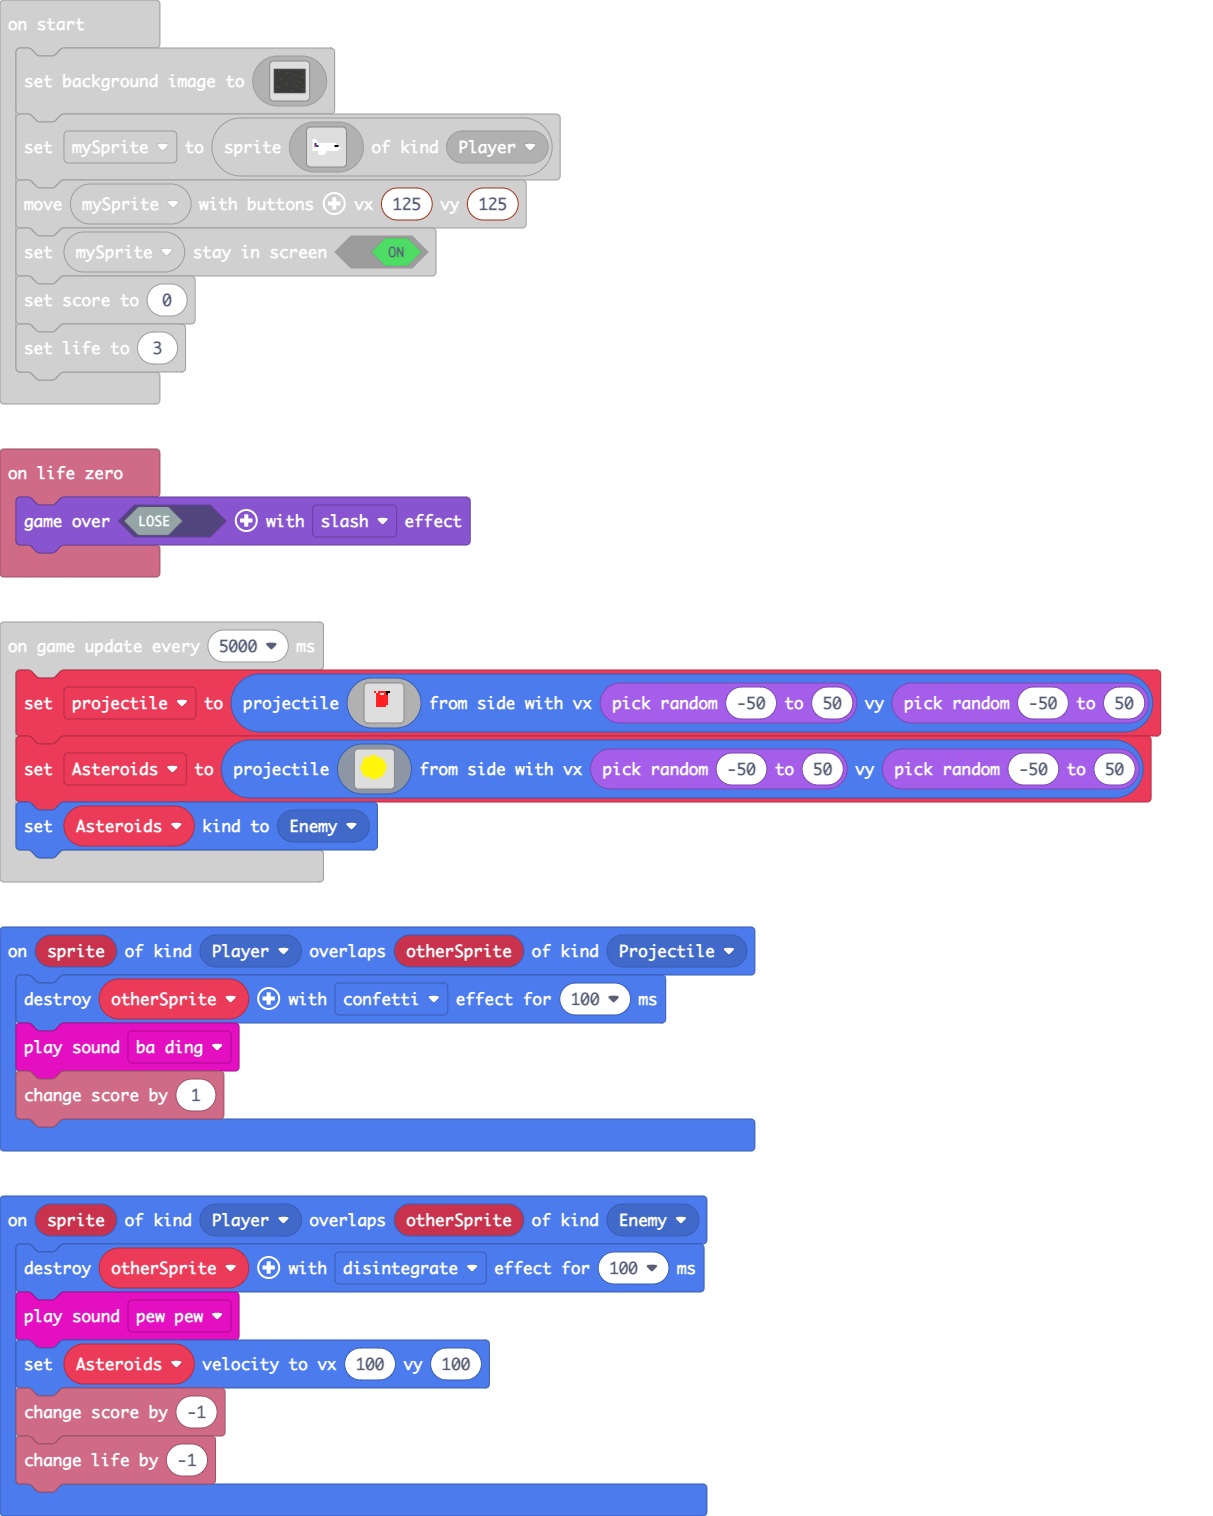 on start
set background image to
set mySprite to sprite of kind Player
move mySprite with buttons vx 125 vy 125
set mySprite stay in screen ON
set score to 0
set life to 3
on life zero
game over LOSE with slash effect
on game update every 5000 ms
set projectile to projectile from side with vx pick random -50 to 50 vy pick random -50 to 50
set Asteroids to projectile from side with vx pick random -50 to 50 vy pick random -50 to 50
set Asteroids kind to Enemy
on sprite of kind Player overlaps otherSprite of kind Projectile
destroy otherSprite with confetti effect for 100 ms
play sound ba ding
change score by 1
on sprite of kind Player overlaps otherSprite of kind Enemy
destroy otherSprite with disintegrate effect for 100 ms
play sound pew pew
set Asteroids velocity to vx 100 vy 100
change score by -1
change life by -1